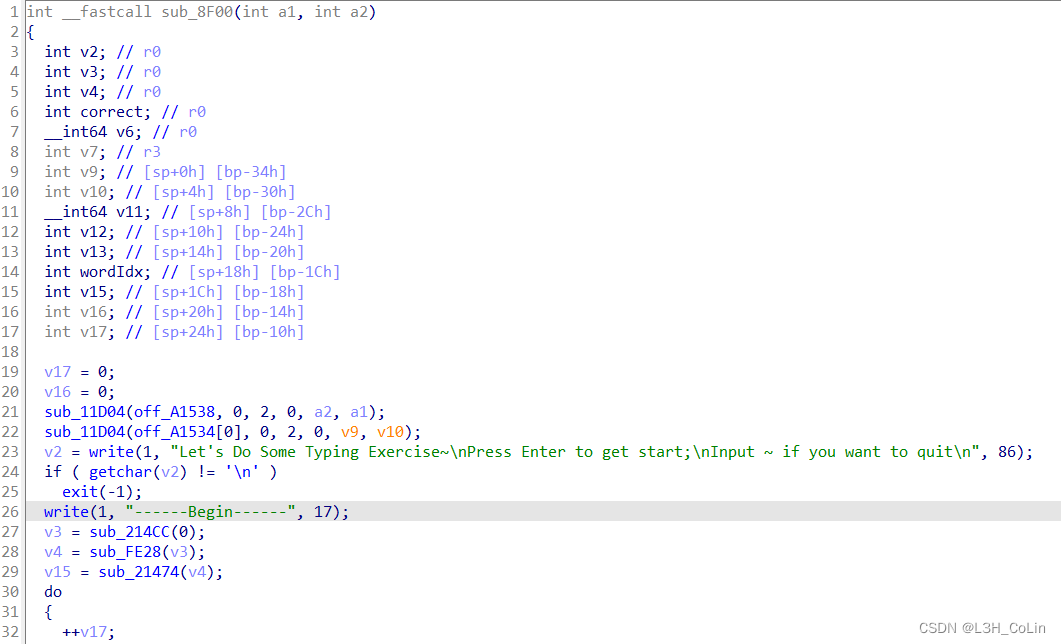 1 int __fastcall sub_8F00(int a1, int a2)
2 {
3 int v2; // r0
4 int v3; // r0
5 int v4; // r0
6 int correct; // r0
7 __int64 v6; // r0
8 int v7; // r3
9 int v9; // [sp+0h] [bp-34h]
10 int v10; // [sp+4h] [bp-30h]
11 __int64 v11; // [sp+8h] [bp-2Ch]
12 int v12; // [sp+10h] [bp-24h]
13 int v13; // [sp+14h] [bp-20h]
14 int wordIdx; // [sp+18h] [bp-1Ch]
15 int v15; // [sp+1Ch] [bp-18h]
16 int v16; // [sp+20h] [bp-14h]
17 int v17; // [sp+24h] [bp-10h]
18
19 v17 = 0;
20 v16 = 0;
21 sub_11D04(off_A1538, 0, 2, 0, a2, a1);
22 sub_11D04(off_A1534[0], 0, 2, 0, v9, v10);
23 v2 = write(1, "Let's Do Some Typing Exercise~\nPress Enter to get start;\nInput ~ if you want to quit\n", 86);
24 if ( getchar(v2) != '\n' )
25 exit(-1);
26 write(1, "------Begin------", 17);
27 v3 = sub_214CC(0);
28 v4 = sub_FE28(v3);
29 v15 = sub_21474(v4);
30 do
31 {
32 ++v17;
CSDN @L3H_CoLin